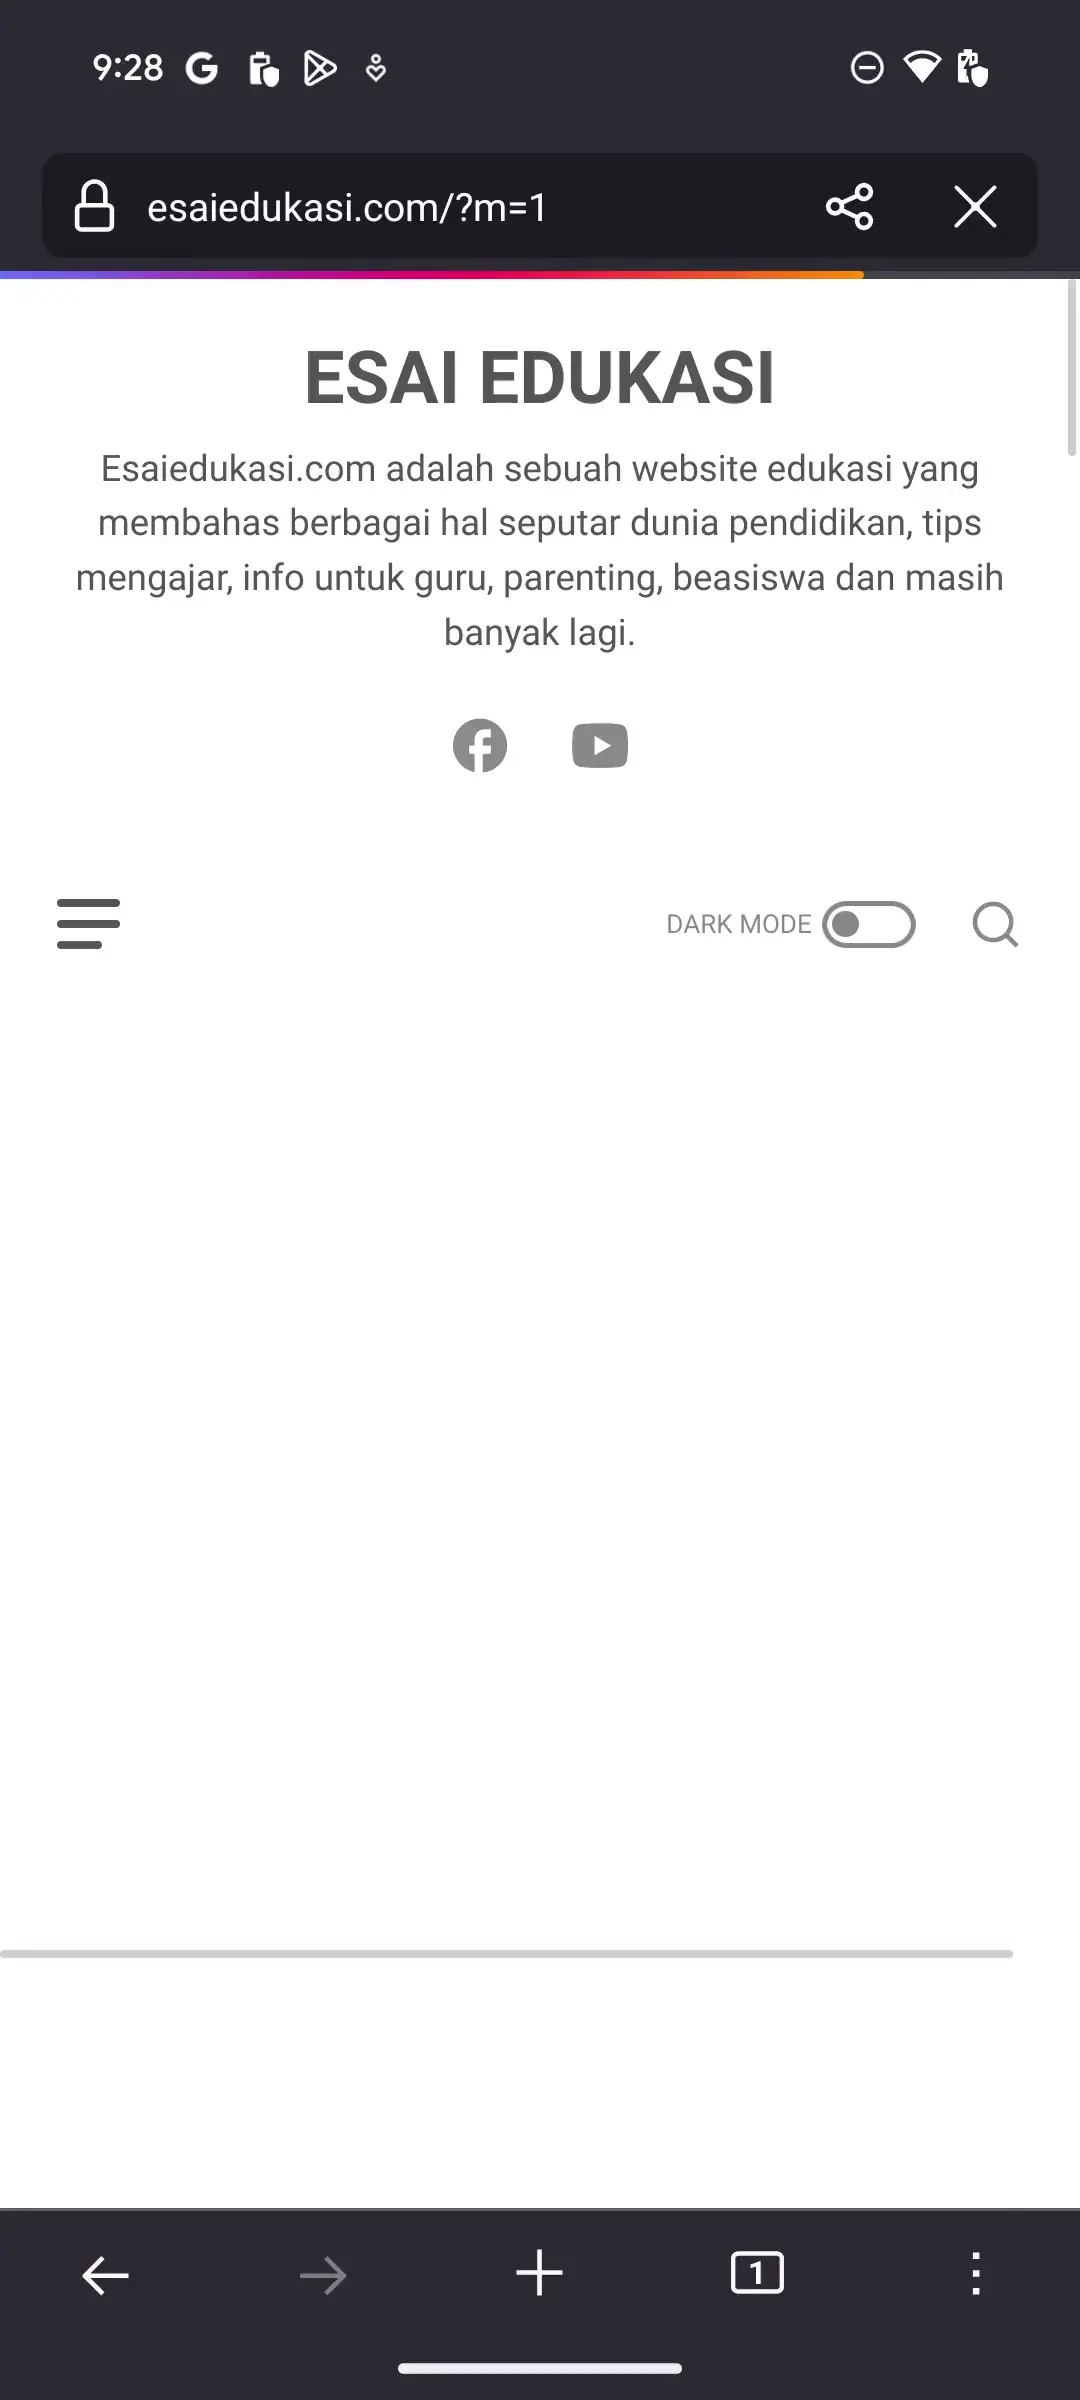 9:28
esaiedukasi.com/?m=1
ESAI EDUKASI
Esaiedukasi.com adalah sebuah website edukasi yang
membahas berbagai hal seputar dunia pendidikan, tips
mengajar, info untuk guru, parenting, beasiswa dan masih
banyak lagi.
DARK MODE
1